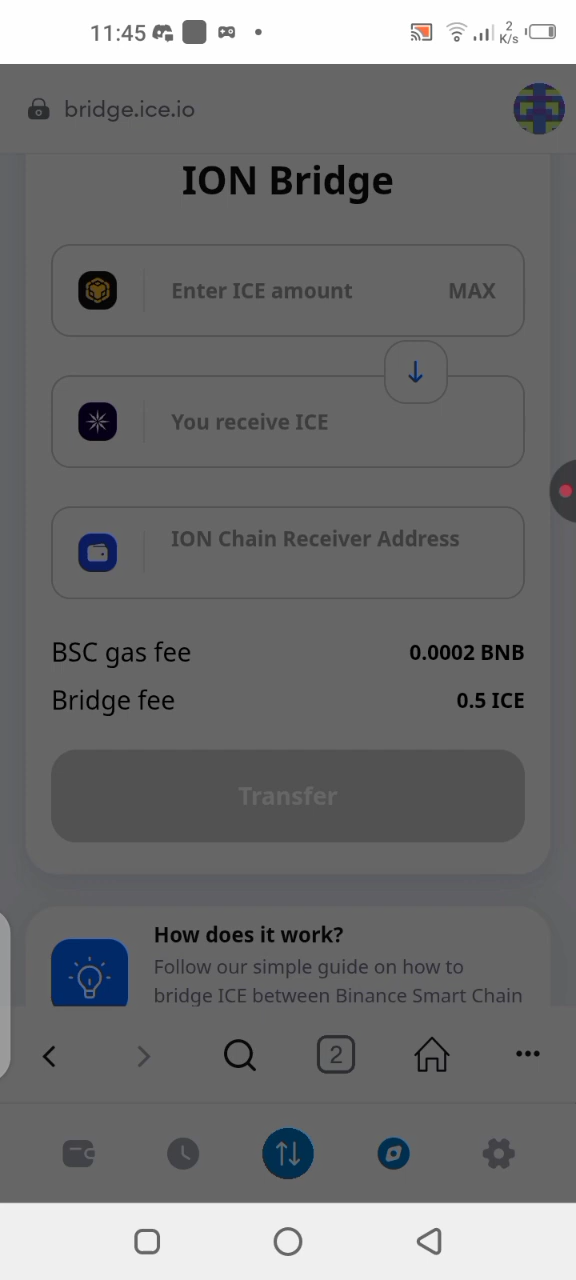 11:45
2
K/s
bridge.ice.io
ION Bridge
Enter ICE amount MAX
You receive ICE
ION Chain Receiver Address
BSC gas fee 0.0002 BNB
Bridge fee 0.5 ICE
Transfer
How does it work?
Follow our simple guide on how to
bridge ICE between Binance Smart Chain
2